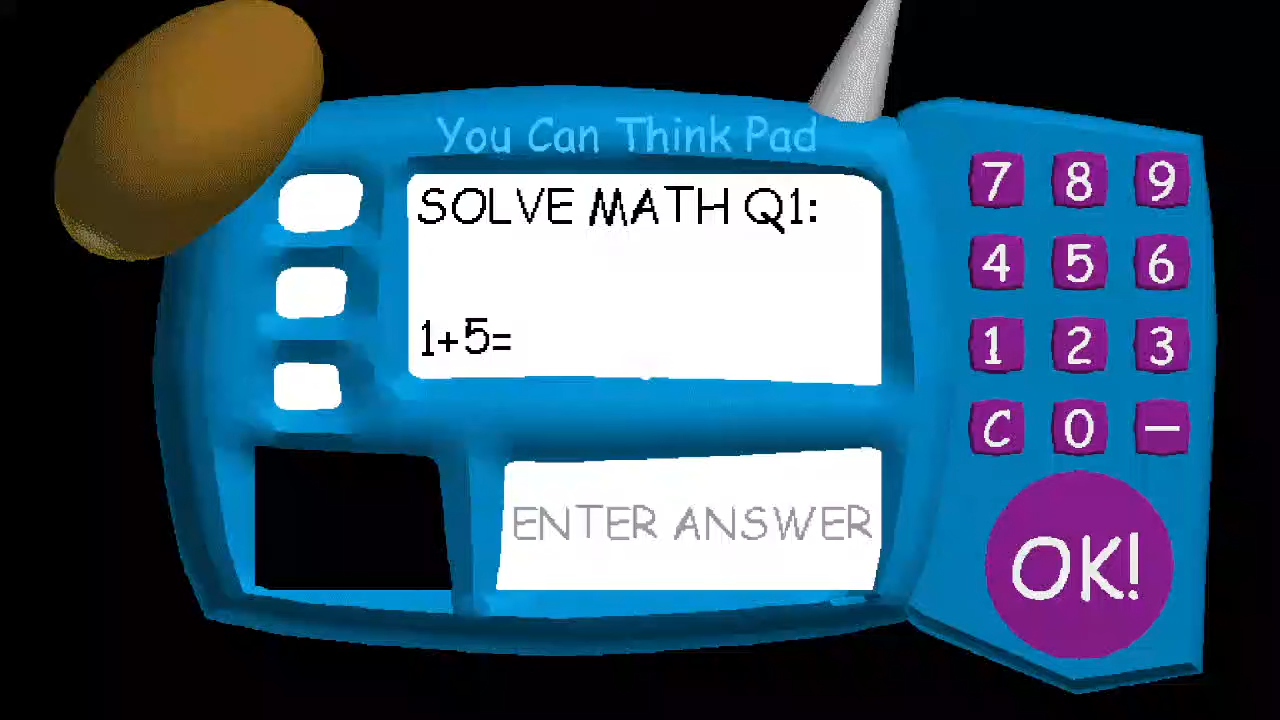 You Can Think Pad
SOLVE MATH Q1:
1+5=
ENTER ANSWER
7 8 9
4 5 6
1 2 3
C 0 –
OK!